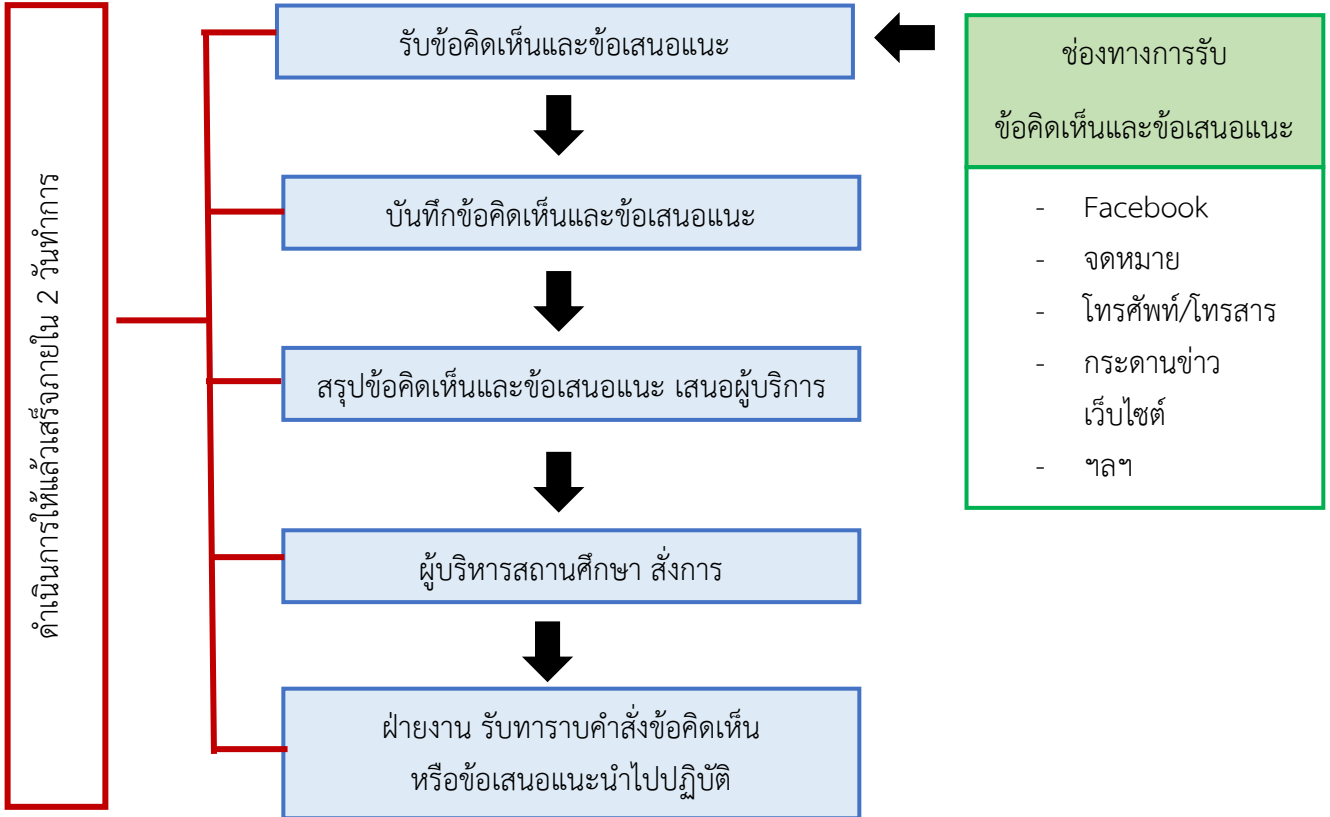 ดำเนินการให้แล้วเสร็จภายใน 2 วันทำการ
รับข้อคิดเห็นและข้อเสนอแนะ
บันทึกข้อคิดเห็นและข้อเสนอแนะ
สรุปข้อคิดเห็นและข้อเสนอแนะ เสนอผู้บริการ
ผู้บริหารสถานศึกษา สั่งการ
ฝ่ายงาน รับทาราบคำสั่งข้อคิดเห็น
หรือข้อเสนอแนะนำไปปฏิบัติ
ช่องทางการรับ
ข้อคิดเห็นและข้อเสนอแนะ
- Facebook
- จดหมาย
- โทรศัพท์/โทรสาร
- กระดานข่าว
เว็บไซต์
- ฯลฯ